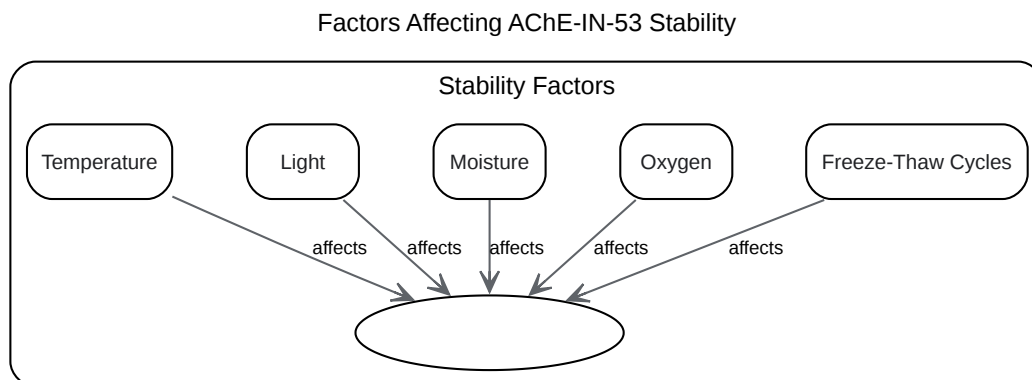 Factors Affecting AChE-IN-53 Stability
Stability Factors
Temperature
Light
Moisture
Oxygen
Freeze-Thaw Cycles
affects
affects
affects
affects
affects